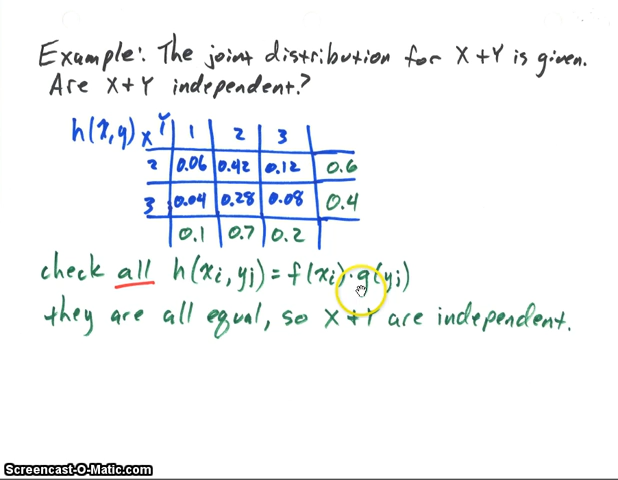 Example: The joint distribution for X + Y is given.
Are X + Y independent?
h(x,y) x Y 1 2 3
2 0.06 0.42 0.12 0.6
3 0.04 0.28 0.08 0.4
0.1 0.7 0.2
check all h(xi, yj) = f(xi) · g(yj)
they are all equal, so X + Y are independent.
Screencast-O-Matic.com